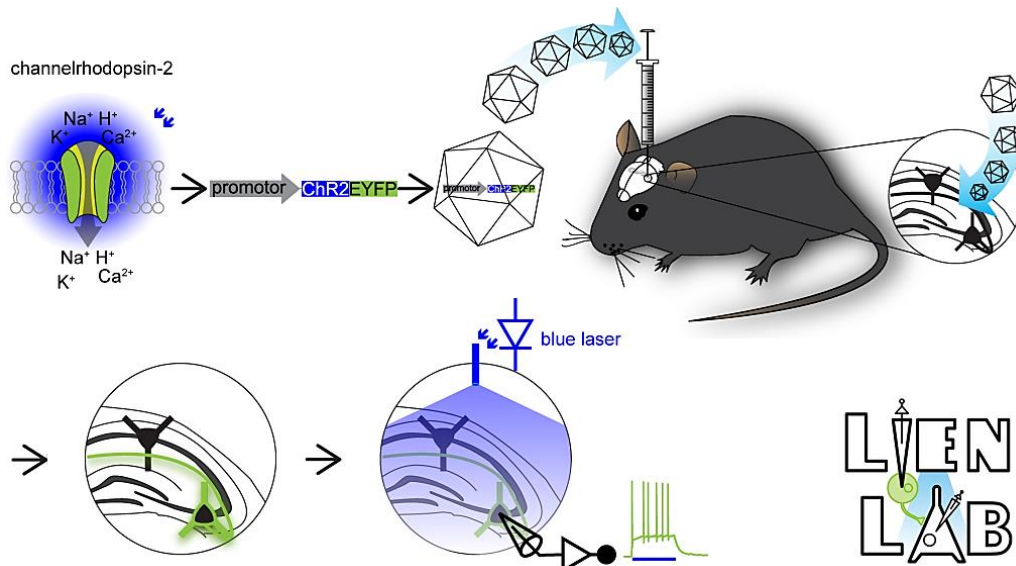 channelrhodopsin-2
Na⁺ H⁺
K⁺ Ca²⁺
Na⁺ H⁺
K⁺ Ca²⁺
promotor ChR2EYFP
promotor ChR2EYFP
blue laser
LIEN
LAB